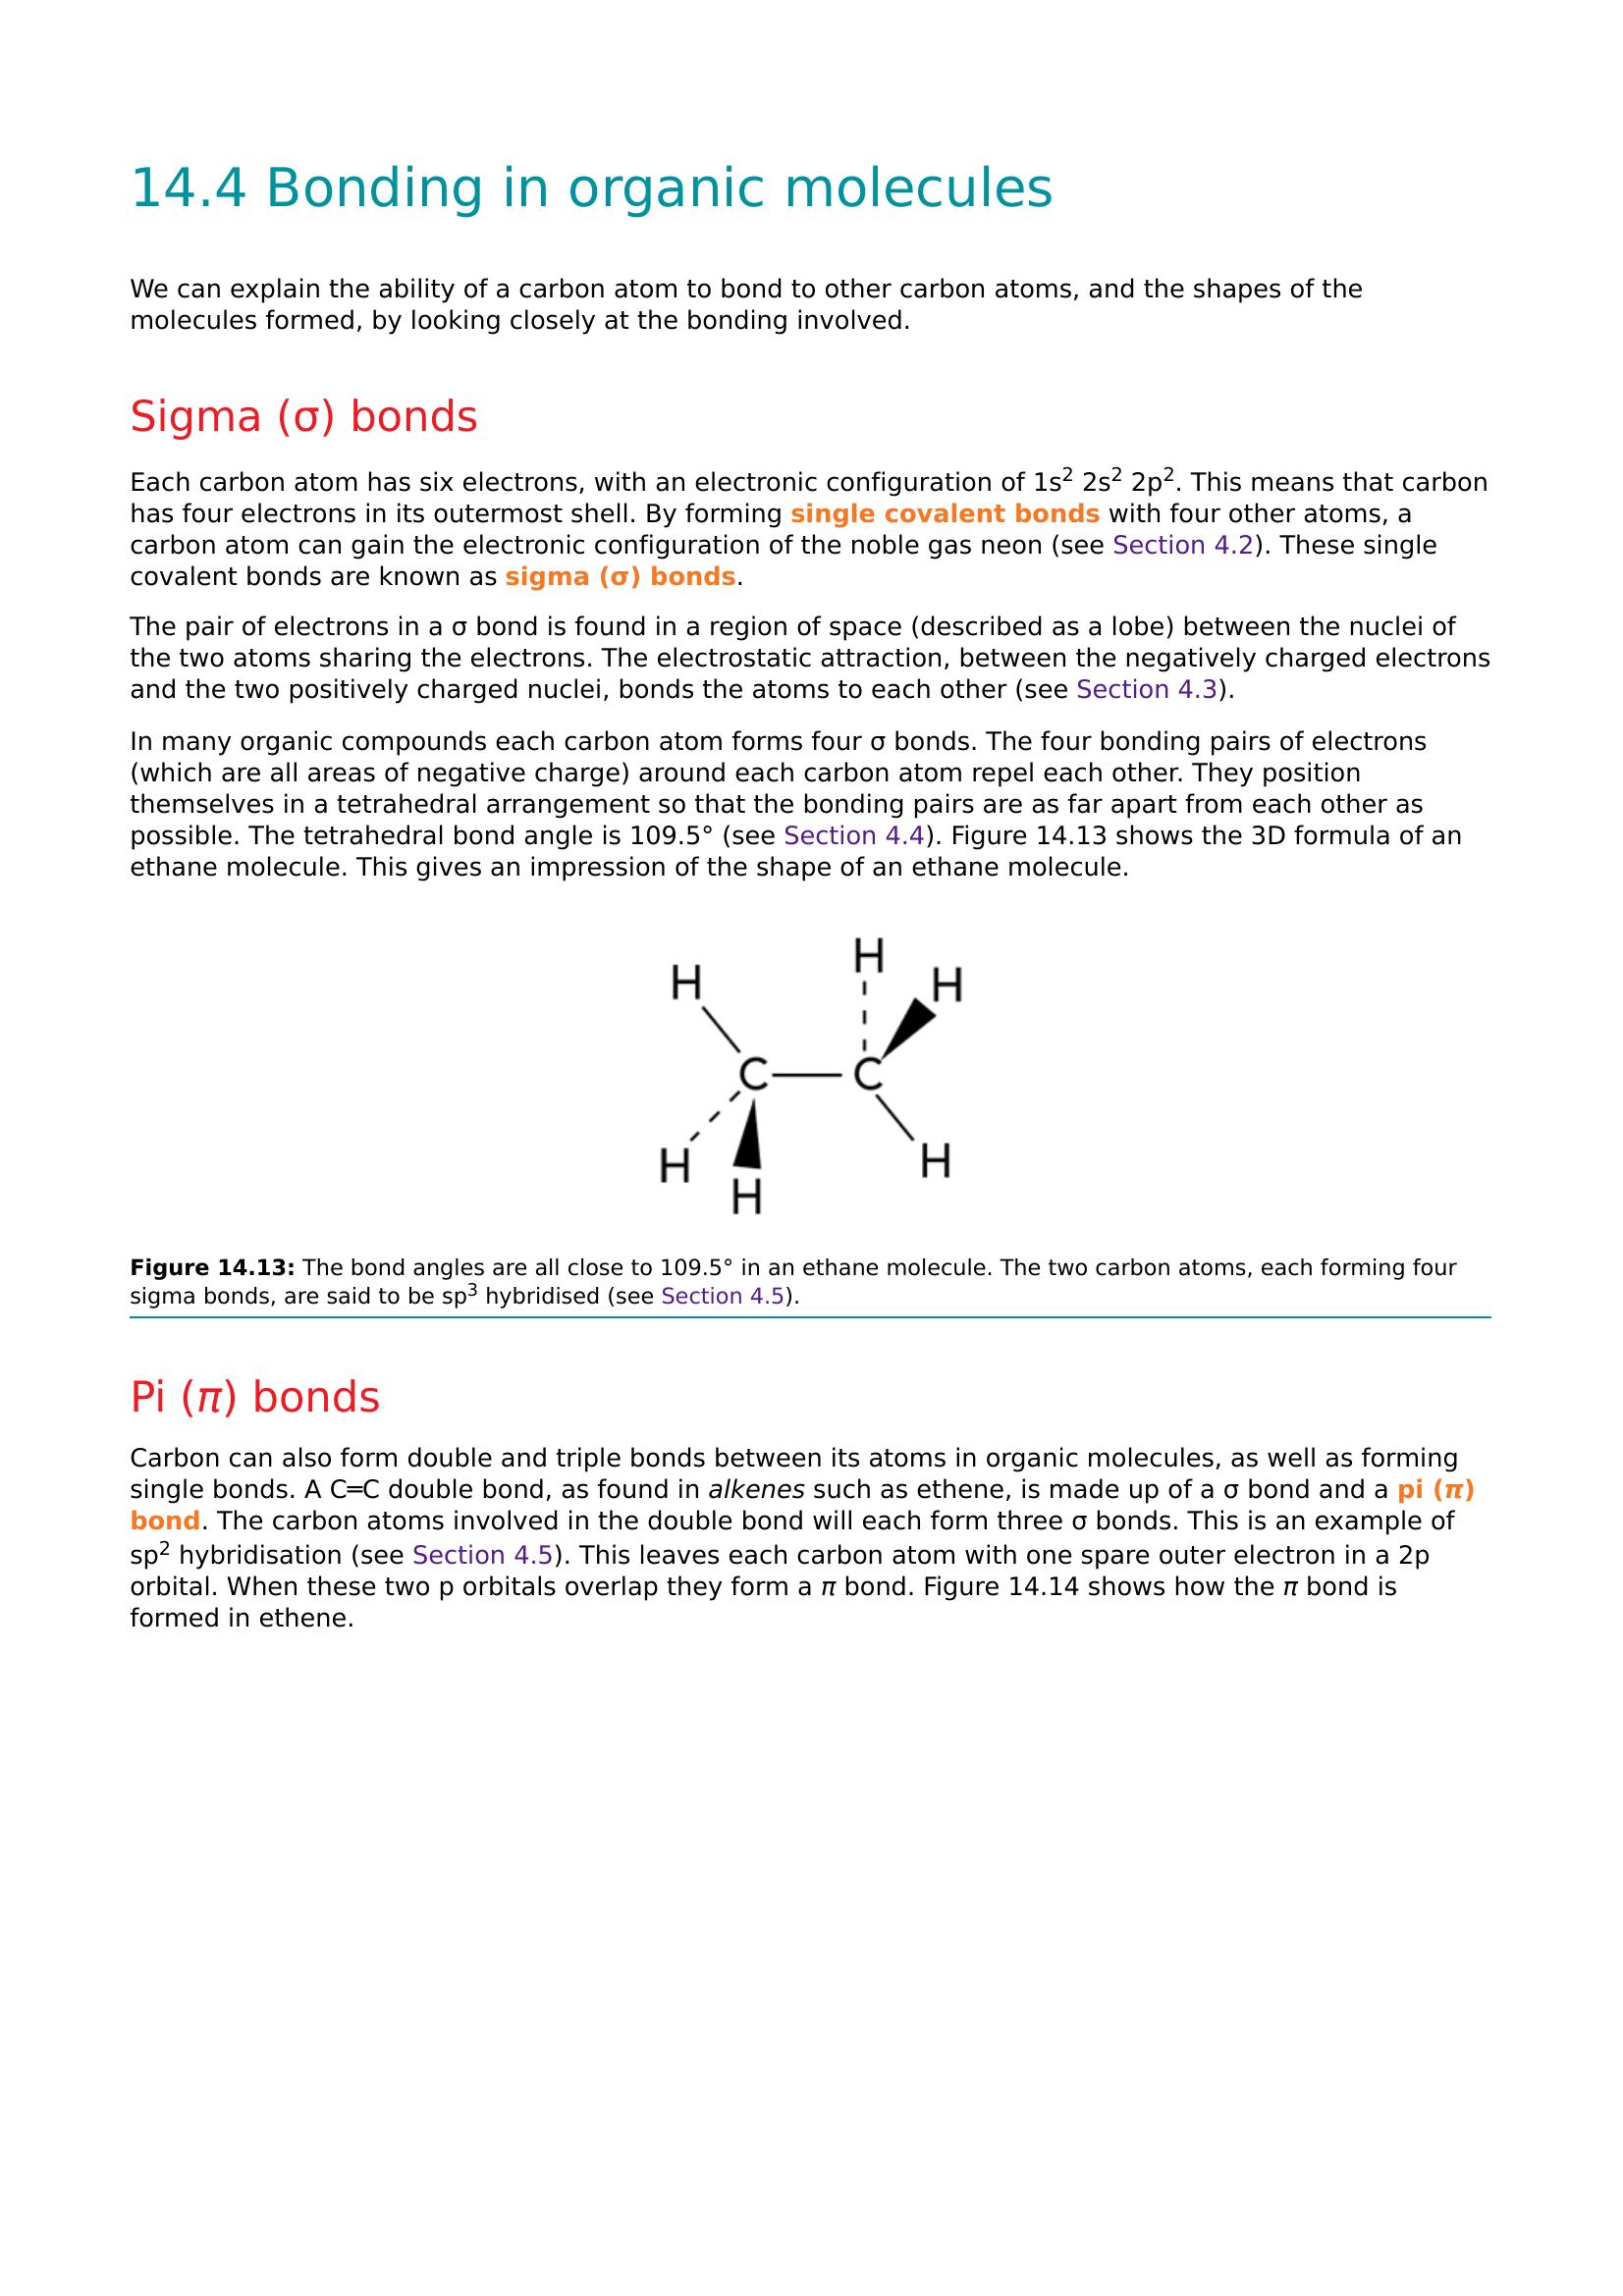 14.4 Bonding in organic molecules
We can explain the ability of a carbon atom to bond to other carbon atoms, and the shapes of the
molecules formed, by looking closely at the bonding involved.
Sigma (σ) bonds
Each carbon atom has six electrons, with an electronic configuration of 1s² 2s² 2p². This means that carbon
has four electrons in its outermost shell. By forming single covalent bonds with four other atoms, a
carbon atom can gain the electronic configuration of the noble gas neon (see Section 4.2). These single
covalent bonds are known as sigma (σ) bonds.
The pair of electrons in a σ bond is found in a region of space (described as a lobe) between the nuclei of
the two atoms sharing the electrons. The electrostatic attraction, between the negatively charged electrons
and the two positively charged nuclei, bonds the atoms to each other (see Section 4.3).
In many organic compounds each carbon atom forms four σ bonds. The four bonding pairs of electrons
(which are all areas of negative charge) around each carbon atom repel each other. They position
themselves in a tetrahedral arrangement so that the bonding pairs are as far apart from each other as
possible. The tetrahedral bond angle is 109.5° (see Section 4.4). Figure 14.13 shows the 3D formula of an
ethane molecule. This gives an impression of the shape of an ethane molecule.
H
H
H
C
C
H
H
H
Figure 14.13: The bond angles are all close to 109.5° in an ethane molecule. The two carbon atoms, each forming four
sigma bonds, are said to be sp³ hybridised (see Section 4.5).
Pi (π) bonds
Carbon can also form double and triple bonds between its atoms in organic molecules, as well as forming
single bonds. A C═C double bond, as found in alkenes such as ethene, is made up of a σ bond and a pi (π)
bond. The carbon atoms involved in the double bond will each form three σ bonds. This is an example of
sp² hybridisation (see Section 4.5). This leaves each carbon atom with one spare outer electron in a 2p
orbital. When these two p orbitals overlap they form a π bond. Figure 14.14 shows how the π bond is
formed in ethene.